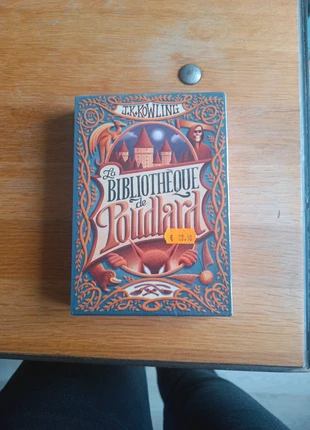 J.K.ROWLING
La
BIBLIOTHÈQUE
de
Poudlard
€